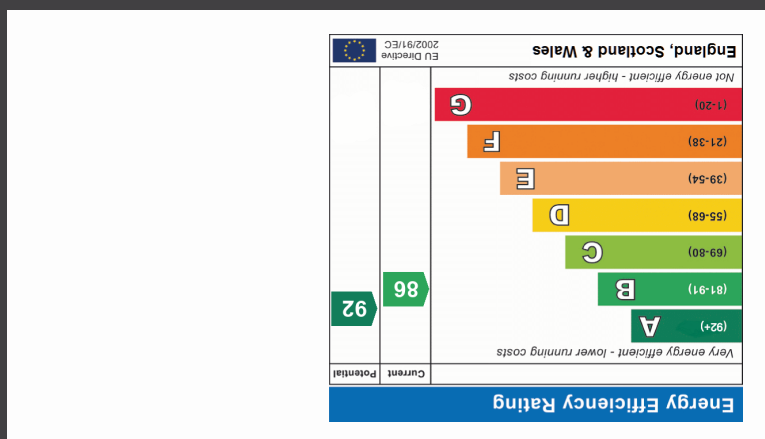 Energy Efficiency Rating
Current Potential
Very energy efficient - lower running costs
(92+) A
(81-91) B
(69-80) C
(55-68) D
(39-54) E
(21-38) F
(1-20) G
86
92
Not energy efficient - higher running costs
England, Scotland & Wales
EU Directive
2002/91/EC